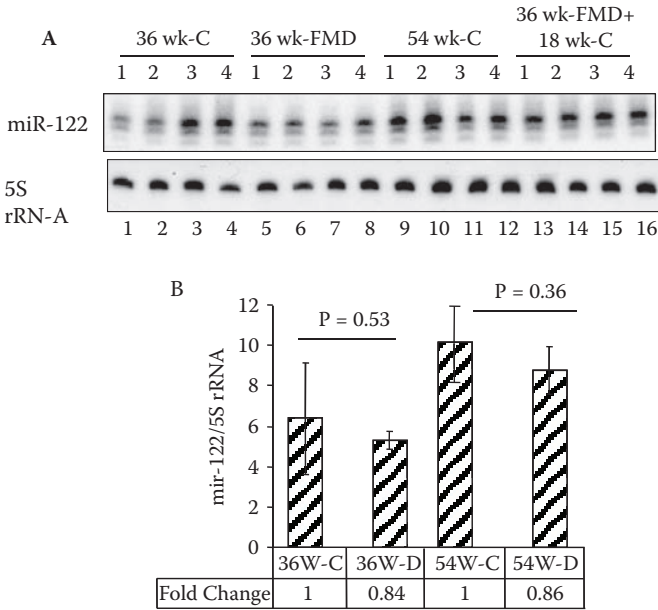 36 wk-FMD+
A 36 wk-C 36 wk-FMD 54 wk-C 18 wk-C
1 2 3 4 1 2 3 4 1 2 3 4 1 2 3 4
miR-122
5S
rRN-A
1 2 3 4 5 6 7 8 9 10 11 12 13 14 15 16
B
12
10
8
6
4
2
0
mir-122/5S rRNA
P = 0.53
P = 0.36
36W-C 36W-D 54W-C 54W-D
Fold Change 1 0.84 1 0.86